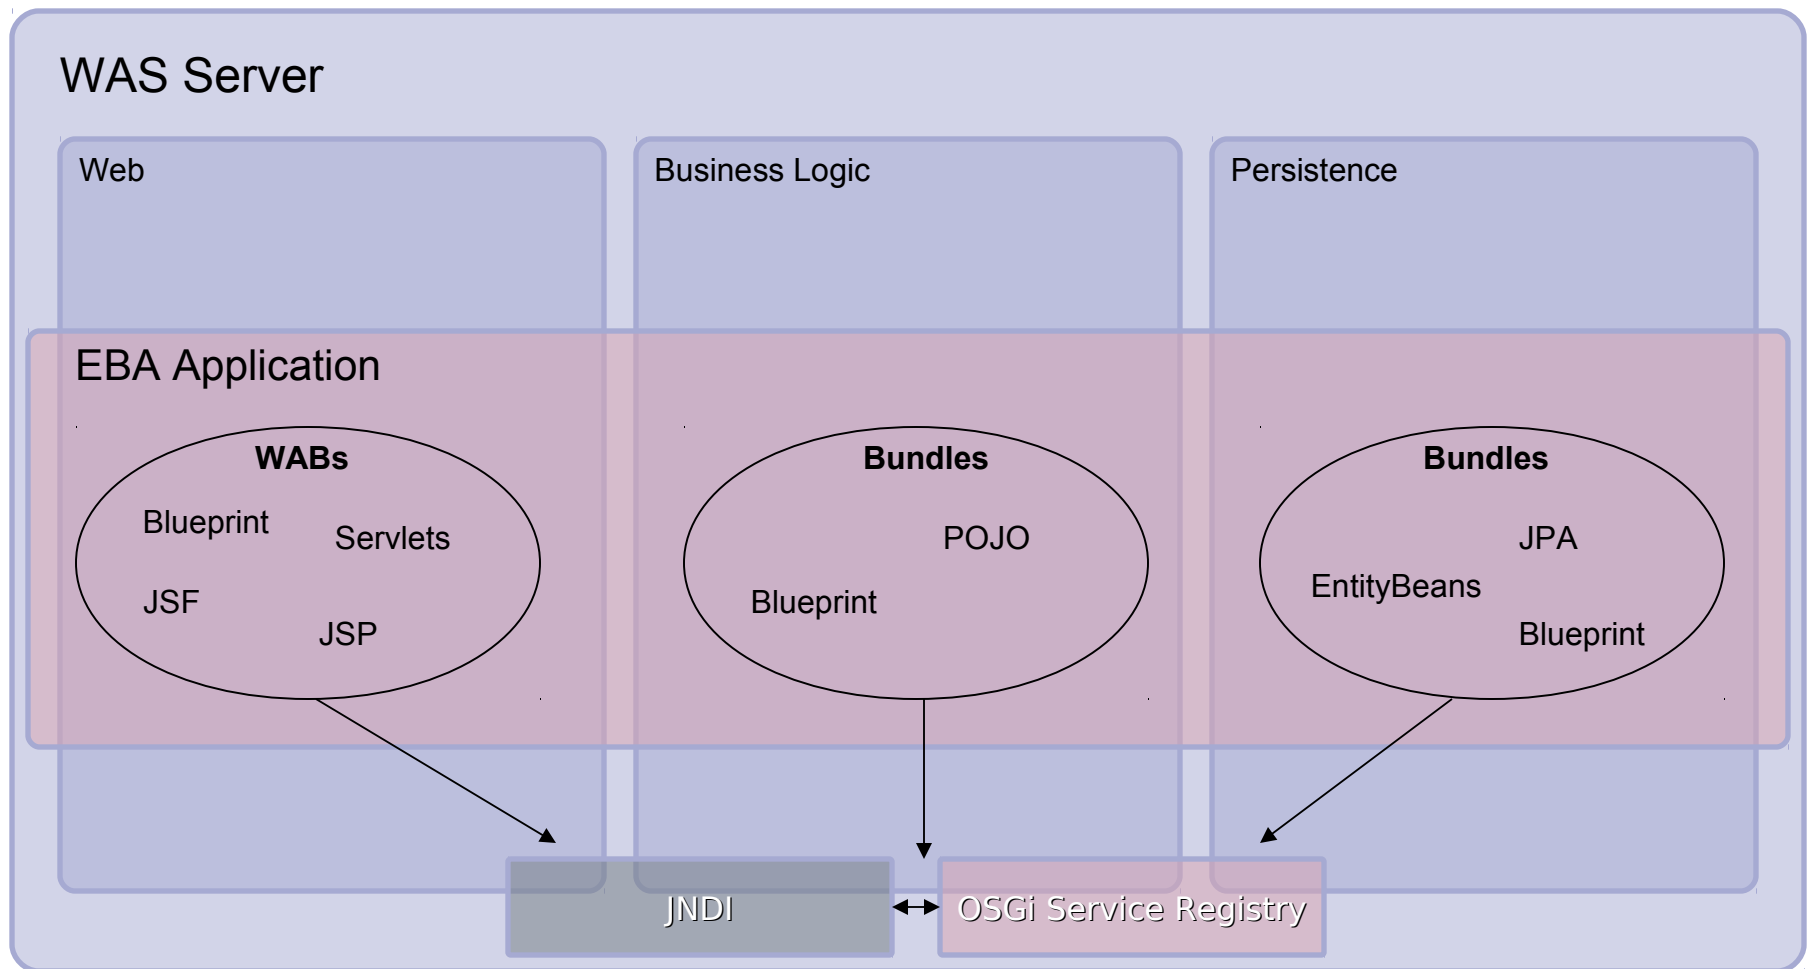 WAS Server
Web
Business Logic
Persistence
EBA Application
WABs
Blueprint
Servlets
JSF
JSP
Bundles
POJO
Blueprint
Bundles
JPA
EntityBeans
Blueprint
JNDI
OSGi Service Registry